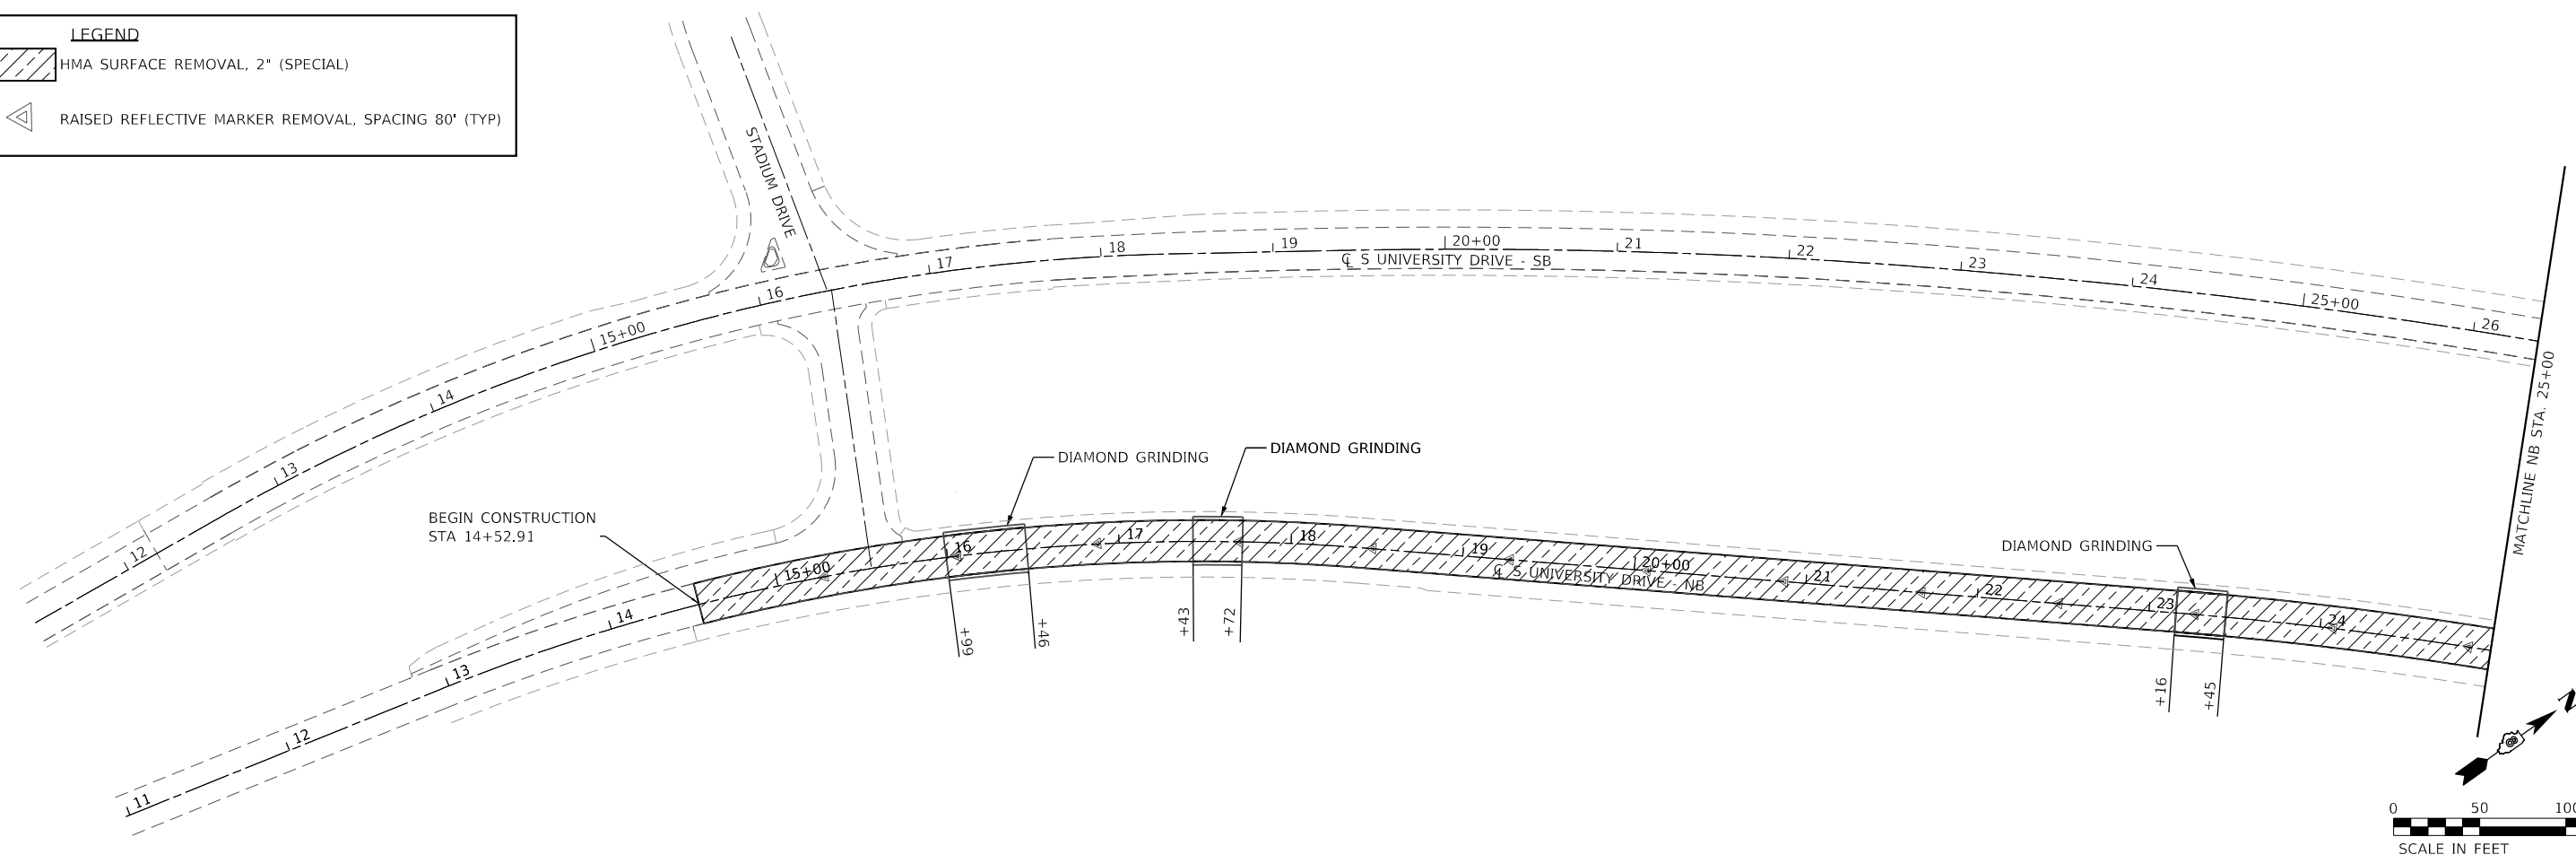 LEGEND
HMA SURFACE REMOVAL, 2" (SPECIAL)
RAISED REFLECTIVE MARKER REMOVAL, SPACING 80' (TYP)
STADIUM DRIVE
12
13
14
15+00
16
17
18
19
20+00
21
22
23
24
25+00
26
℄ S UNIVERSITY DRIVE - SB
MATCHLINE NB STA. 25+00
DIAMOND GRINDING
DIAMOND GRINDING
DIAMOND GRINDING
BEGIN CONSTRUCTION
STA 14+52.91
11
12
13
14
15+00
16
17
18
19
20+00
21
22
23
24
℄ S UNIVERSITY DRIVE - NB
+99
+46
+43
+72
+16
+45
0 50 100
SCALE IN FEET